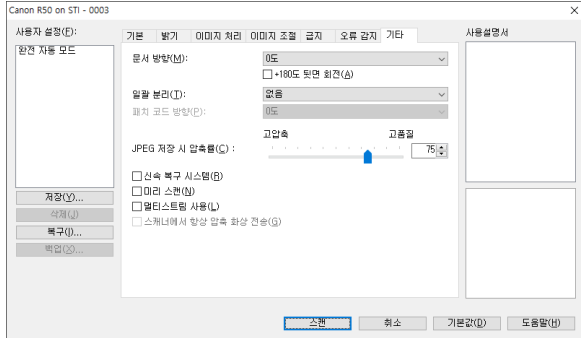 Canon R50 on STI - 0003
사용자 설정(F):
완전 자동 모드
저장(Y)...
삭제(J)
복구(I)...
백업(X)...
기본 밝기 이미지 처리 이미지 조절 급지 오류 감지 기타
문서 방향(M): 0도
+180도 뒷면 회전(A)
일괄 분리(T): 없음
패치 코드 방향(P): 0도
고압축 고품질
JPEG 저장 시 압축률(C) : 75
신속 복구 시스템(R)
미리 스캔(N)
멀티스트림 사용(L)
스캐너에서 항상 압축 화상 전송(G)
사용설명서
스캔 취소 기본값(D) 도움말(H)